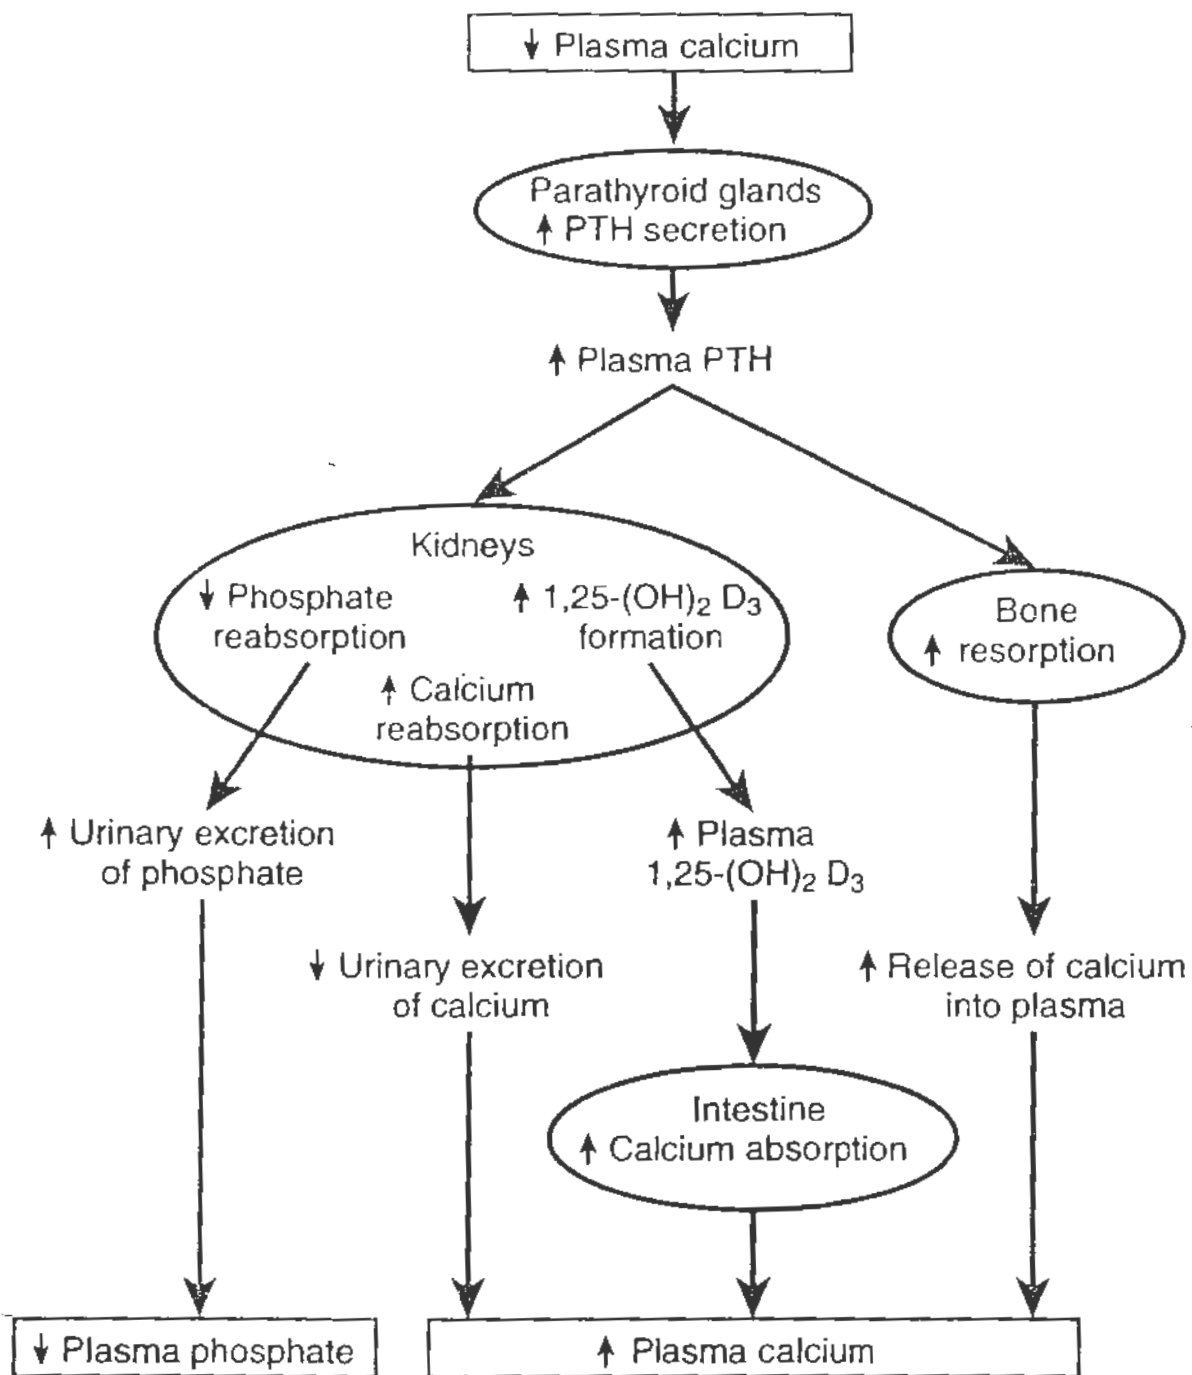 ↓ Plasma calcium
Parathyroid glands
↑ PTH secretion
↑ Plasma PTH
Kidneys
↓ Phosphate
reabsorption
↑ 1,25-(OH)₂ D₃
formation
↑ Calcium
reabsorption
Bone
↑ resorption
↑ Urinary excretion
of phosphate
↑ Plasma
1,25-(OH)₂ D₃
↓ Urinary excretion
of calcium
↑ Release of calcium
into plasma
Intestine
↑ Calcium absorption
↓ Plasma phosphate
↑ Plasma calcium